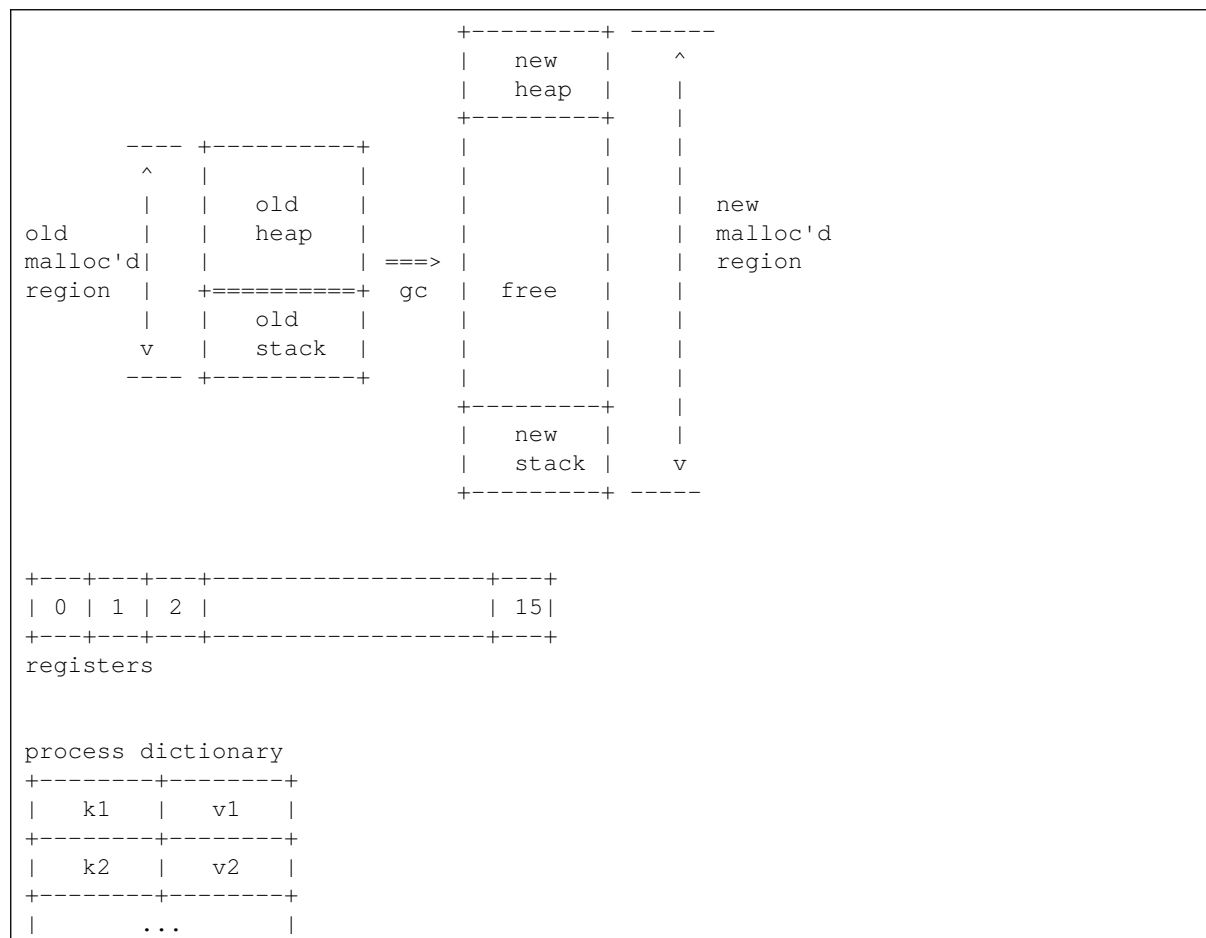 +---------+ ------
                              |   new   |    ^
                              |   heap  |    |
                              +---------+    |
       ---- +----------+      |         |    |
        ^   |          |      |         |    |
        |   |   old    |      |         |    |  new
old     |   |   heap   |      |         |    |  malloc'd
malloc'd|   |          | ===> |         |    |  region
region  |   +==========+  gc  |  free   |    |
        |   |   old    |      |         |    |
        v   |   stack  |      |         |    |
       ---- +----------+      |         |    |
                              +---------+    |
                              |   new   |    |
                              |   stack |    v
                              +---------+ -----
+---+---+---+-------------------+---+
| 0 | 1 | 2 |                   | 15|
+---+---+---+-------------------+---+
registers
process dictionary
+--------+--------+
|   k1   |   v1   |
+--------+--------+
|   k2   |   v2   |
+--------+--------+
|       ...       |